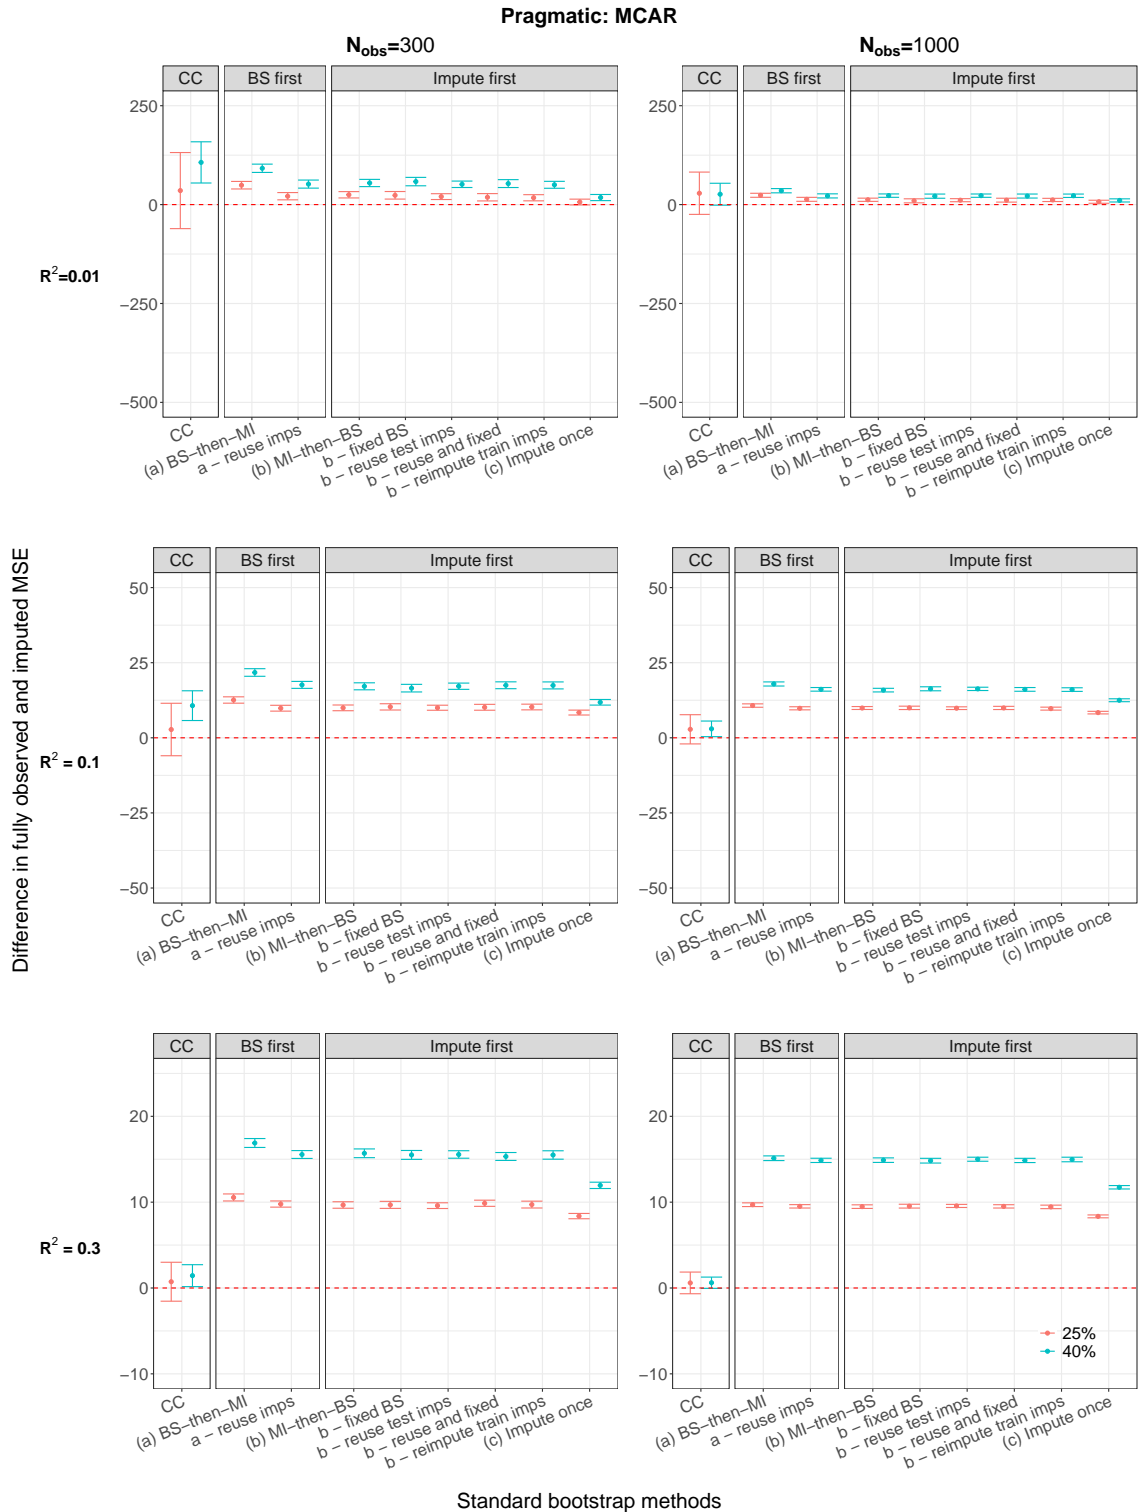 Pragmatic: MCAR
N_obs=300
N_obs=1000
CC BS first Impute first
CC BS first Impute first
250
0
−250
−500
250
0
−250
−500
R²=0.01
CC
(a) BS−then−MI
a − reuse imps
(b) MI−then−BS
b − fixed BS
b − reuse test imps
b − reuse and fixed
b − reimpute train imps
(c) Impute once
CC
(a) BS−then−MI
a − reuse imps
(b) MI−then−BS
b − fixed BS
b − reuse test imps
b − reuse and fixed
b − reimpute train imps
(c) Impute once
Difference in fully observed and imputed MSE
CC BS first Impute first
CC BS first Impute first
50
25
0
−25
−50
50
25
0
−25
−50
R² = 0.1
CC
(a) BS−then−MI
a − reuse imps
(b) MI−then−BS
b − fixed BS
b − reuse test imps
b − reuse and fixed
b − reimpute train imps
(c) Impute once
CC
(a) BS−then−MI
a − reuse imps
(b) MI−then−BS
b − fixed BS
b − reuse test imps
b − reuse and fixed
b − reimpute train imps
(c) Impute once
CC BS first Impute first
CC BS first Impute first
20
10
0
−10
20
10
0
−10
R² = 0.3
25%
40%
CC
(a) BS−then−MI
a − reuse imps
(b) MI−then−BS
b − fixed BS
b − reuse test imps
b − reuse and fixed
b − reimpute train imps
(c) Impute once
CC
(a) BS−then−MI
a − reuse imps
(b) MI−then−BS
b − fixed BS
b − reuse test imps
b − reuse and fixed
b − reimpute train imps
(c) Impute once
Standard bootstrap methods